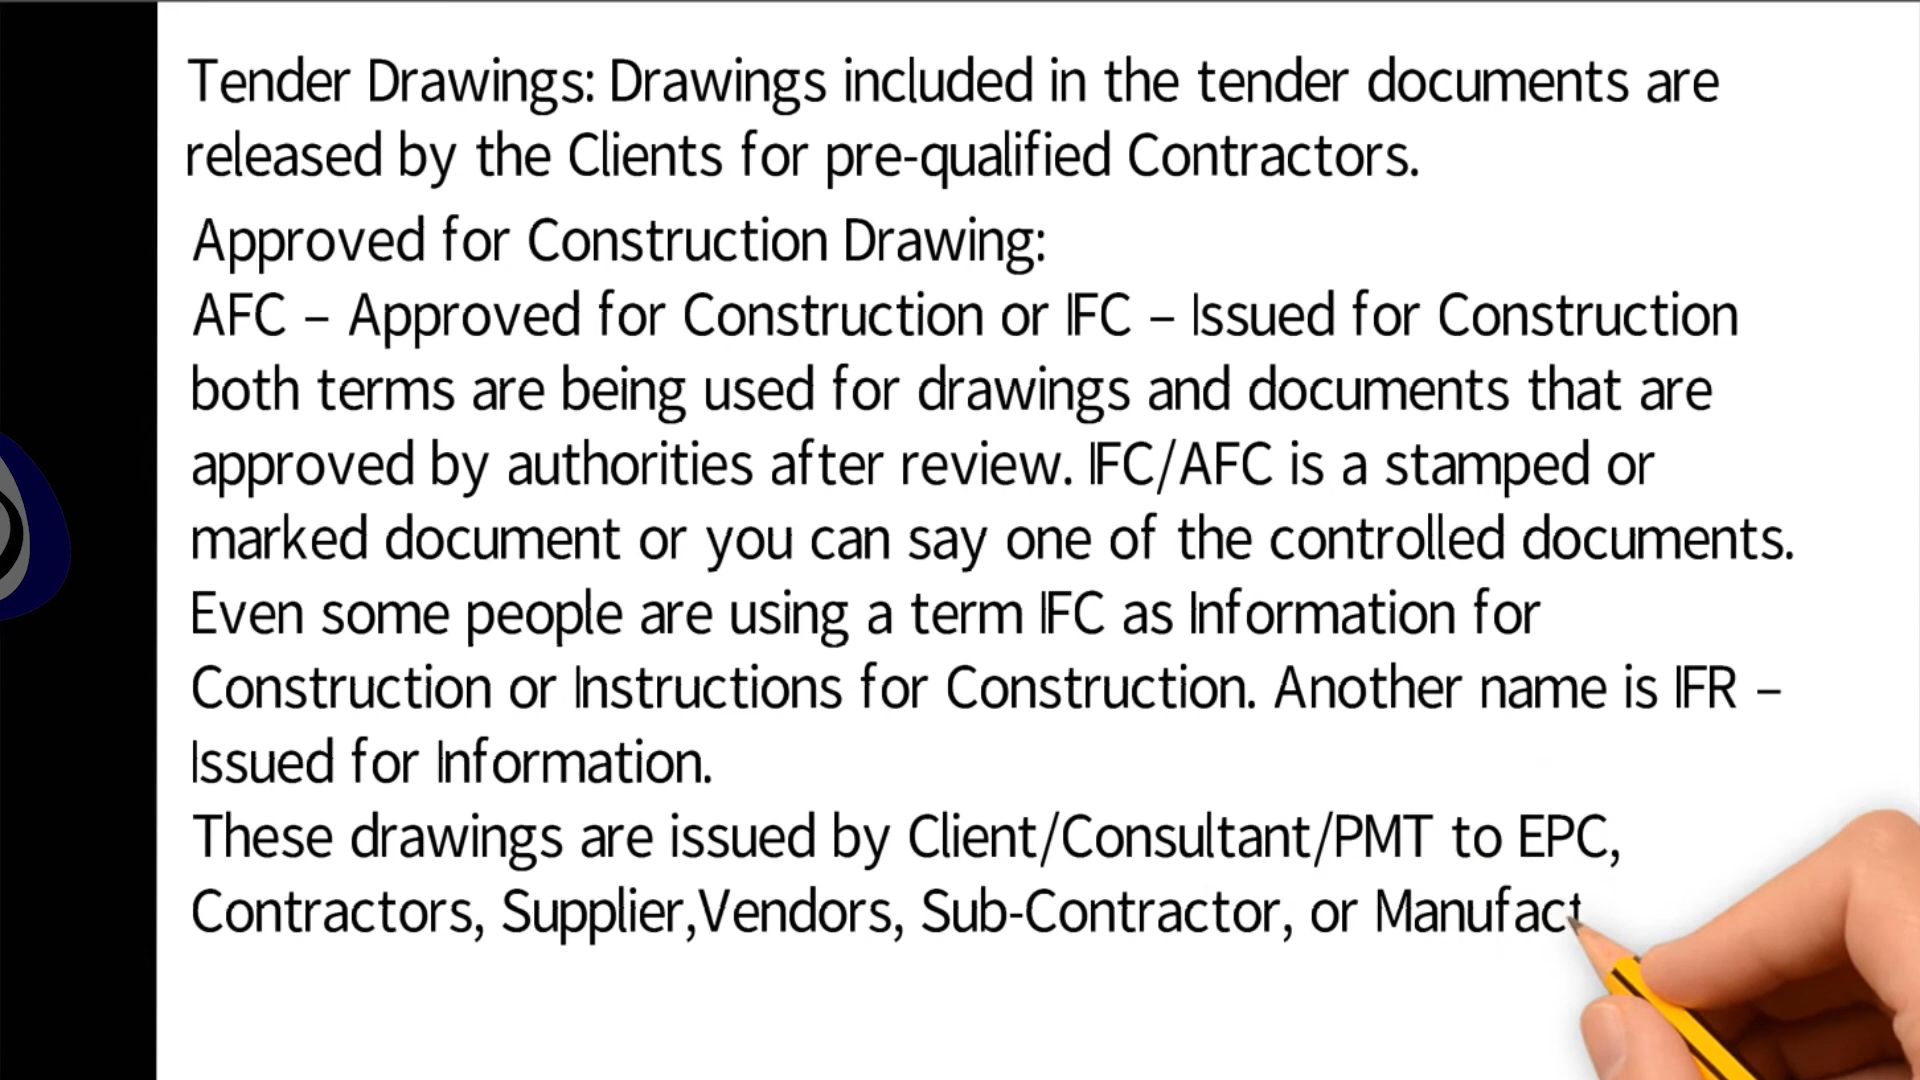 Tender Drawings: Drawings included in the tender documents are
released by the Clients for pre-qualified Contractors.
Approved for Construction Drawing:
AFC – Approved for Construction or IFC – Issued for Construction
both terms are being used for drawings and documents that are
approved by authorities after review. IFC/AFC is a stamped or
marked document or you can say one of the controlled documents.
Even some people are using a term IFC as Information for
Construction or Instructions for Construction. Another name is IFR –
Issued for Information.
These drawings are issued by Client/Consultant/PMT to EPC,
Contractors, Supplier,Vendors, Sub-Contractor, or Manufact